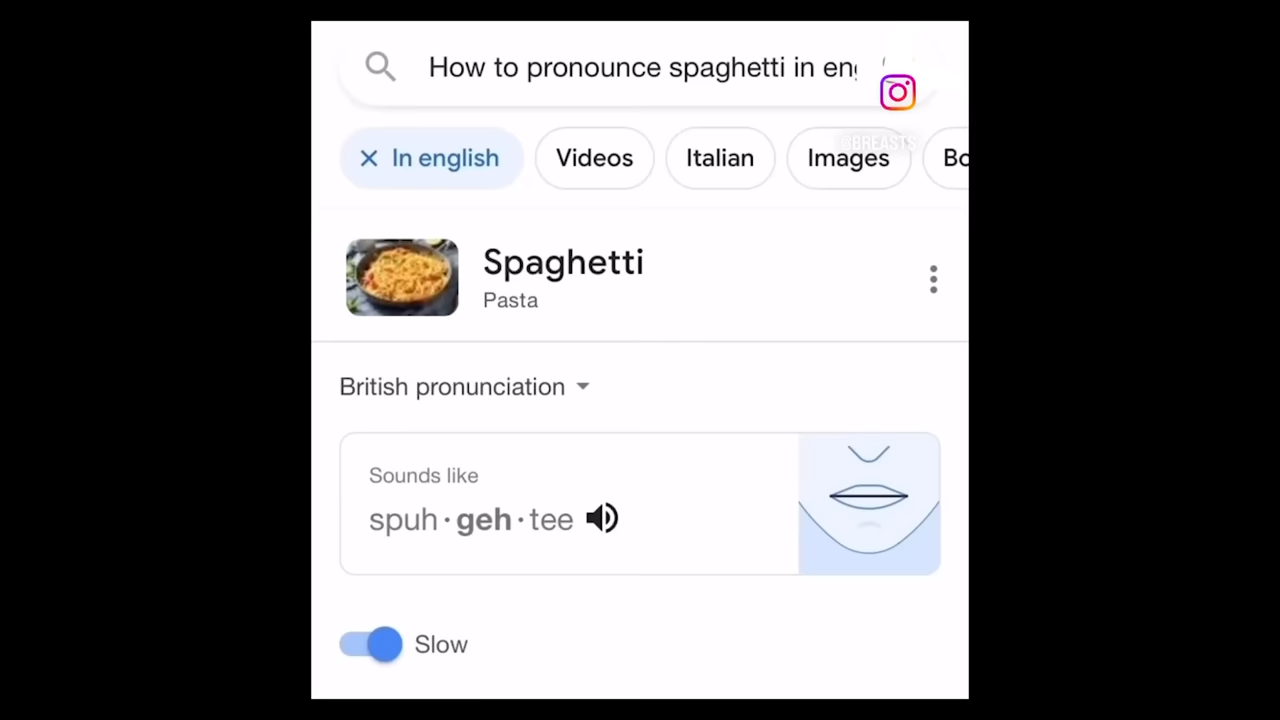 How to pronounce spaghetti in eng
@BREASTS
In english Videos Italian Images Bo
Spaghetti
Pasta
British pronunciation
Sounds like
spuh·geh·tee
Slow